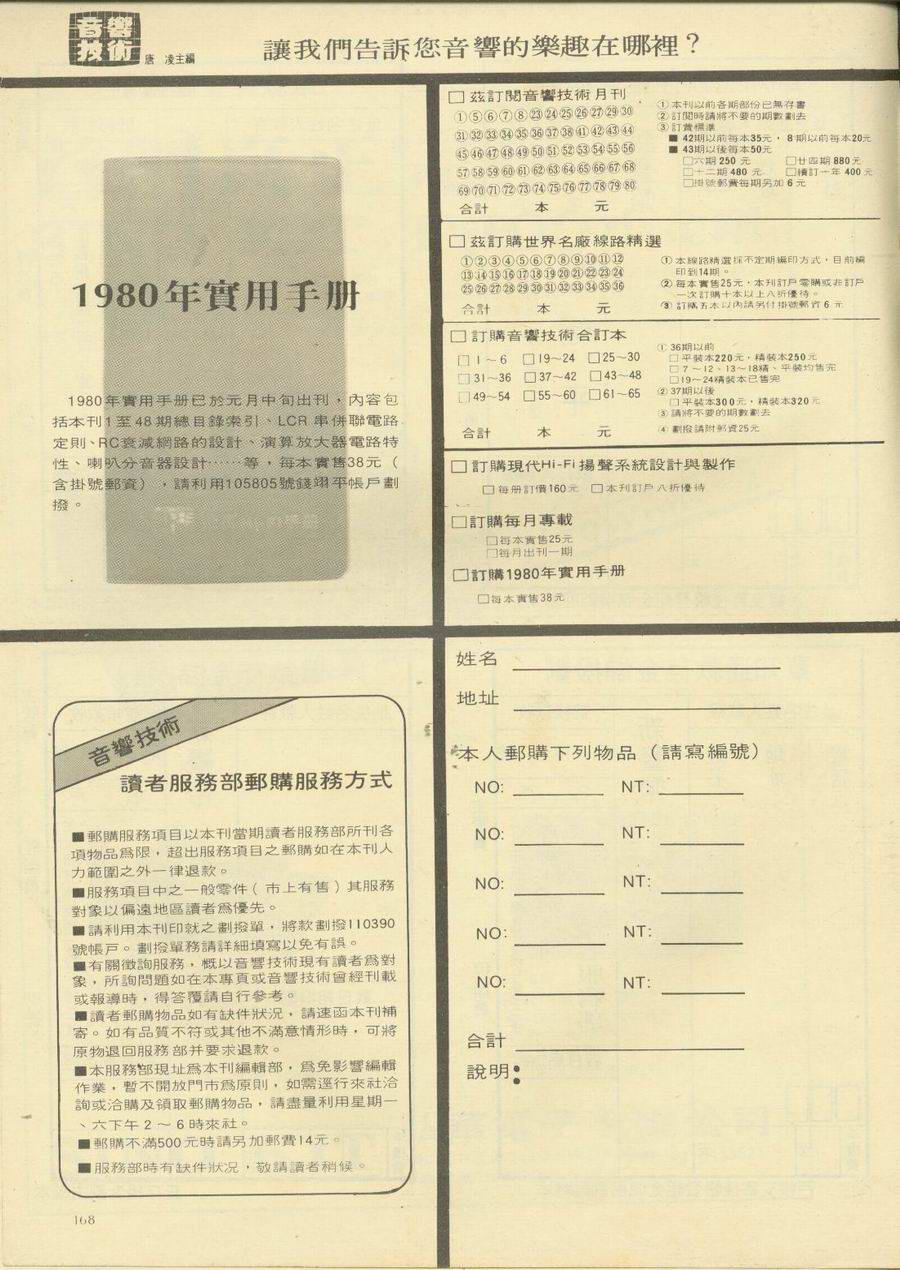 音響
技術
唐 凌主編
讓我們告訴您音響的樂趣在哪裡？
1980年實用手册
1980年實用手册已於元月中旬出刊，內容包
括本刊1至48期總目錄索引、LCR串併聯電路
定則、RC衰減網路的設計、演算放大器電路特
性、喇叭分音器設計……等，每本實售38元（
含掛號郵資），請利用105805號錢翊平帳戶劃
撥。
□茲訂閱音響技術月刊
①⑤⑥⑦⑧㉓㉔㉕㉖㉗㉘㉙㉚
㉛㉜㉝㉞㉟㊱㊲㊳㊶㊷㊸㊹
㊺㊻㊼㊽㊾㊿(51)(52)(53)(54)(55)(56)
(57)(58)(59)(60)(61)(62)(63)(64)(65)(66)(67)(68)
(69)(70)(71)(72)(73)(74)(75)(76)(77)(78)(79)(80)
合計　　　本　　　元
①本刊以前各期部份已無存書
②訂閱時請將不要的期數劃去
③訂費標準
■ 42期以前每本35元，8期以前每本20元
■ 43期以後每本50元
□六期 250 元　□廿四期 880元
□十二期 480 元　□續訂一年 400 元
□掛號郵費每期另加 6 元
□茲訂購世界名廠線路精選
①②③④⑤⑥⑦⑧⑨⑩⑪⑫
⑬⑭⑮⑯⑰⑱⑲⑳㉑㉒㉓㉔
㉕㉖㉗㉘㉙㉚㉛㉜㉝㉞㉟㊱
合計　　　本　　　元
①本線路精選採不定期編印方式，目前編
印到14期。
②每本實售25元，本刊訂戶零購或非訂戶
一次訂購十本以上八折優待。
③訂購五本以內請另付掛號郵資 6 元
□訂購音響技術合訂本
□1～6　□19～24　□25～30
□31～36　□37～42　□43～48
□49～54　□55～60　□61～65
合計　　　本　　　元
①36期以前
□平裝本220元，精裝本250元
□7～12、13～18精、平裝均售完
□19～24精裝本已售完
②37期以後
□平裝本300元，精裝本320元
③請將不要的期數劃去
④劃撥請附郵資25元
□訂購現代Hi-Fi揚聲系統設計與製作
□每册訂價160元　□本刊訂戶八折優待
□訂購每月專載
□每本實售25元
□每月出刊一期
□訂購1980年實用手册
□每本實售38元
音響技術
讀者服務部郵購服務方式
■郵購服務項目以本刊當期讀者服務部所刊各
項物品爲限，超出服務項目之郵購如在本刊人
力範圍之外一律退款。
■服務項目中之一般零件（市上有售）其服務
對象以偏遠地區讀者爲優先。
■請利用本刊印就之劃撥單，將款劃撥110390
號帳戶。劃撥單務請詳細填寫以免有誤。
■有關徵詢服務，概以音響技術現有讀者爲對
象，所詢問題如在本專頁或音響技術曾經刊載
或報導時，得答覆請自行參考。
■讀者郵購物品如有缺件狀況，請速函本刊補
寄。如有品質不符或其他不滿意情形時，可將
原物退回服務部并要求退款。
■本服務部現址爲本刊編輯部，爲免影響編輯
作業，暫不開放門市爲原則，如需逕行來社洽
詢或洽購及領取郵購物品，請盡量利用星期一
、六下午2～6時來社。
■郵購不滿500元時請另加郵費14元。
■服務部時有缺件狀况，敬請讀者稍候。
168
姓名
地址
本人郵購下列物品（請寫編號）
NO:　NT:
NO:　NT:
NO:　NT:
NO:　NT:
NO:　NT:
合計
說明：